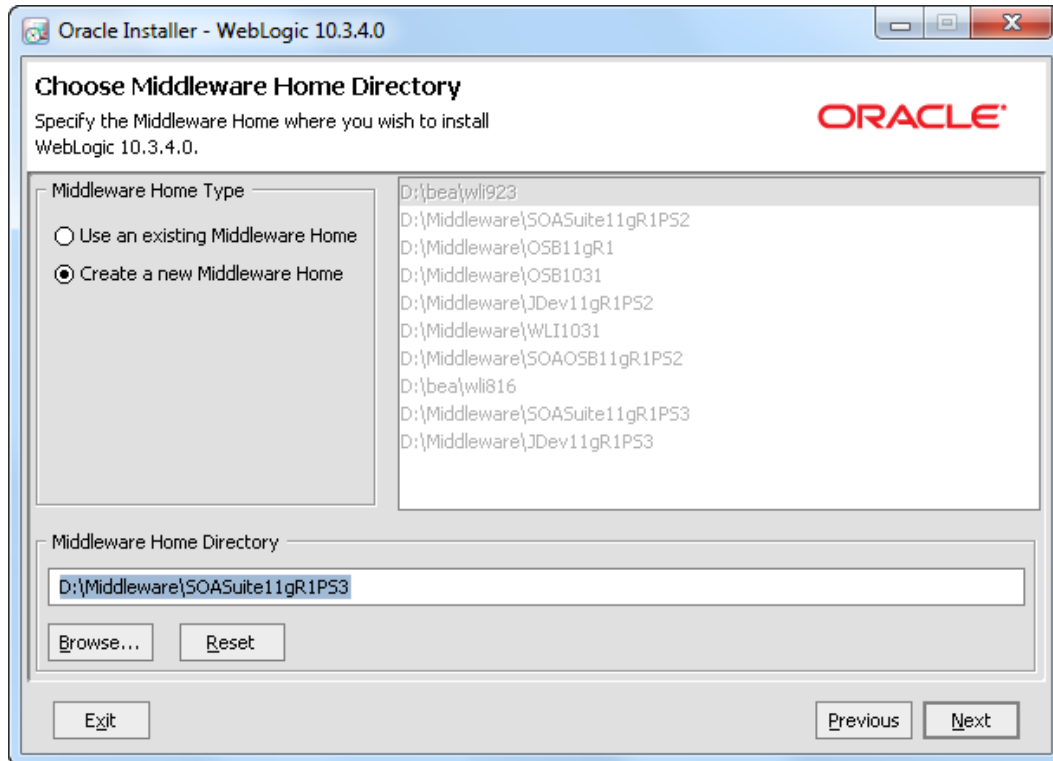 Oracle Installer - WebLogic 10.3.4.0
Choose Middleware Home Directory
Specify the Middleware Home where you wish to install
WebLogic 10.3.4.0.
ORACLE
Middleware Home Type
Use an existing Middleware Home
Create a new Middleware Home
D:\bea\wli923
D:\Middleware\SOASuite11gR1PS2
D:\Middleware\OSB11gR1
D:\Middleware\OSB1031
D:\Middleware\JDev11gR1PS2
D:\Middleware\WLI1031
D:\Middleware\SOAOSB11gR1PS2
D:\bea\wli816
D:\Middleware\SOASuite11gR1PS3
D:\Middleware\JDev11gR1PS3
Middleware Home Directory
D:\Middleware\SOASuite11gR1PS3
Browse... Reset
Exit Previous Next